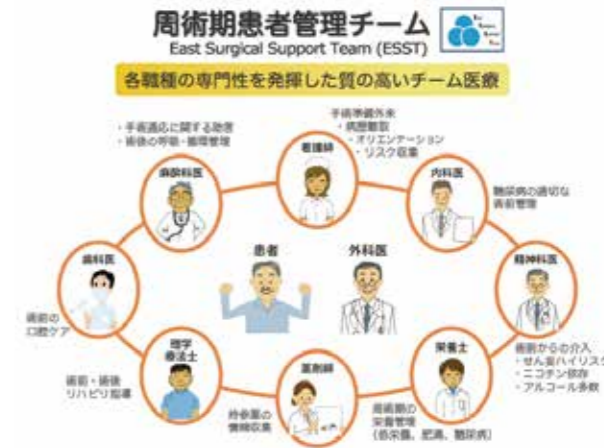 周術期患者管理チーム
East Surgical Support Team (ESST)
各職種の専門性を発揮した質の高いチーム医療
・手術適応に関する助言
・術後の呼吸・循環管理
麻酔科医
手術準備外来
・病歴聴取
・オリエンテーション
・リスク収集
看護師
内科医
糖尿病の適切な
術前管理
歯科医
術前の
口腔ケア
患者
外科医
精神科医
術前からの介入
・せん妄ハイリスク
・ニコチン依存
・アルコール多飲
理学
療法士
術前・術後
リハビリ指導
薬剤師
持参薬の
情報収集
栄養士
周術期の
栄養管理
(低栄養、肥満、糖尿病)